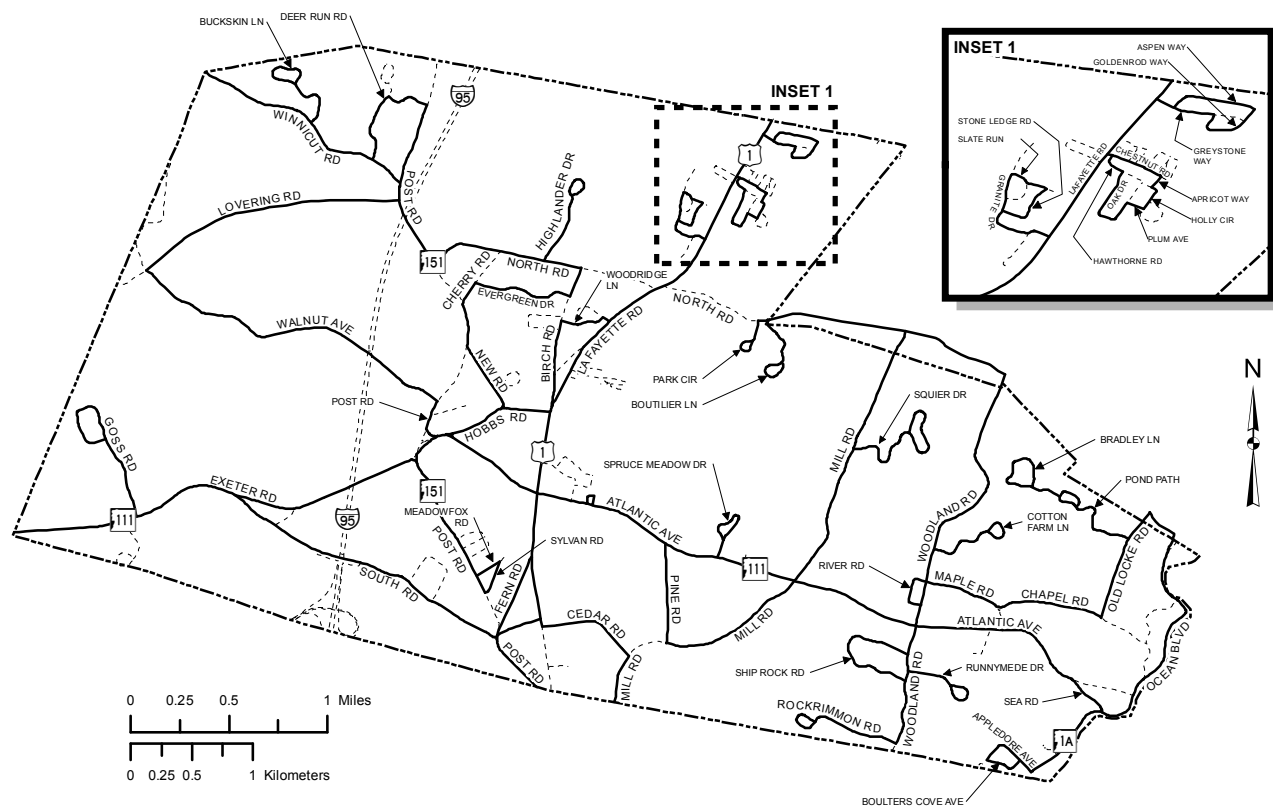 BUCKSKIN LN
DEER RUN RD
95
WINNICUT RD
POST RD
LOVERING RD
151
HIGHLANDER DR
INSET 1
1
CHERRY RD
NORTH RD
EVERGREEN DR
WOODRIDGE
LN
LAFAYETTE RD
NORTH RD
WALNUT AVE
NEW RD
BIRCH RD
PARK CIR
BOUTILIER LN
POST RD
HOBBS RD
1
GOSS RD
EXETER RD
111
95
151
MEADOWFOX
RD
POST RD
SYLVAN RD
SOUTH RD
FERN RD
POST RD
CEDAR RD
MILL RD
SPRUCE MEADOW DR
ATLANTIC AVE
111
PINE RD
MILL RD
MILL RD
SQUIER DR
WOODLAND RD
BRADLEY LN
POND PATH
COTTON
FARM LN
RIVER RD
MAPLE RD
CHAPEL RD
OLD LOCKE RD
ATLANTIC AVE
OCEAN BLVD
SHIP ROCK RD
RUNNYMEDE DR
SEA RD
WOODLAND RD
ROCKRIMMON RD
APPLEDORE AVE
1A
BOULTERS COVE AVE
INSET 1
ASPEN WAY
GOLDENROD WAY
STONE LEDGE RD
SLATE RUN
GRANITE DR
LAFAYETTE RD
CHESTNUT RD
GREYSTONE
WAY
APRICOT WAY
OAK DR
HOLLY CIR
PLUM AVE
HAWTHORNE RD
N
0 0.25 0.5 1 Miles
0 0.25 0.5 1 Kilometers